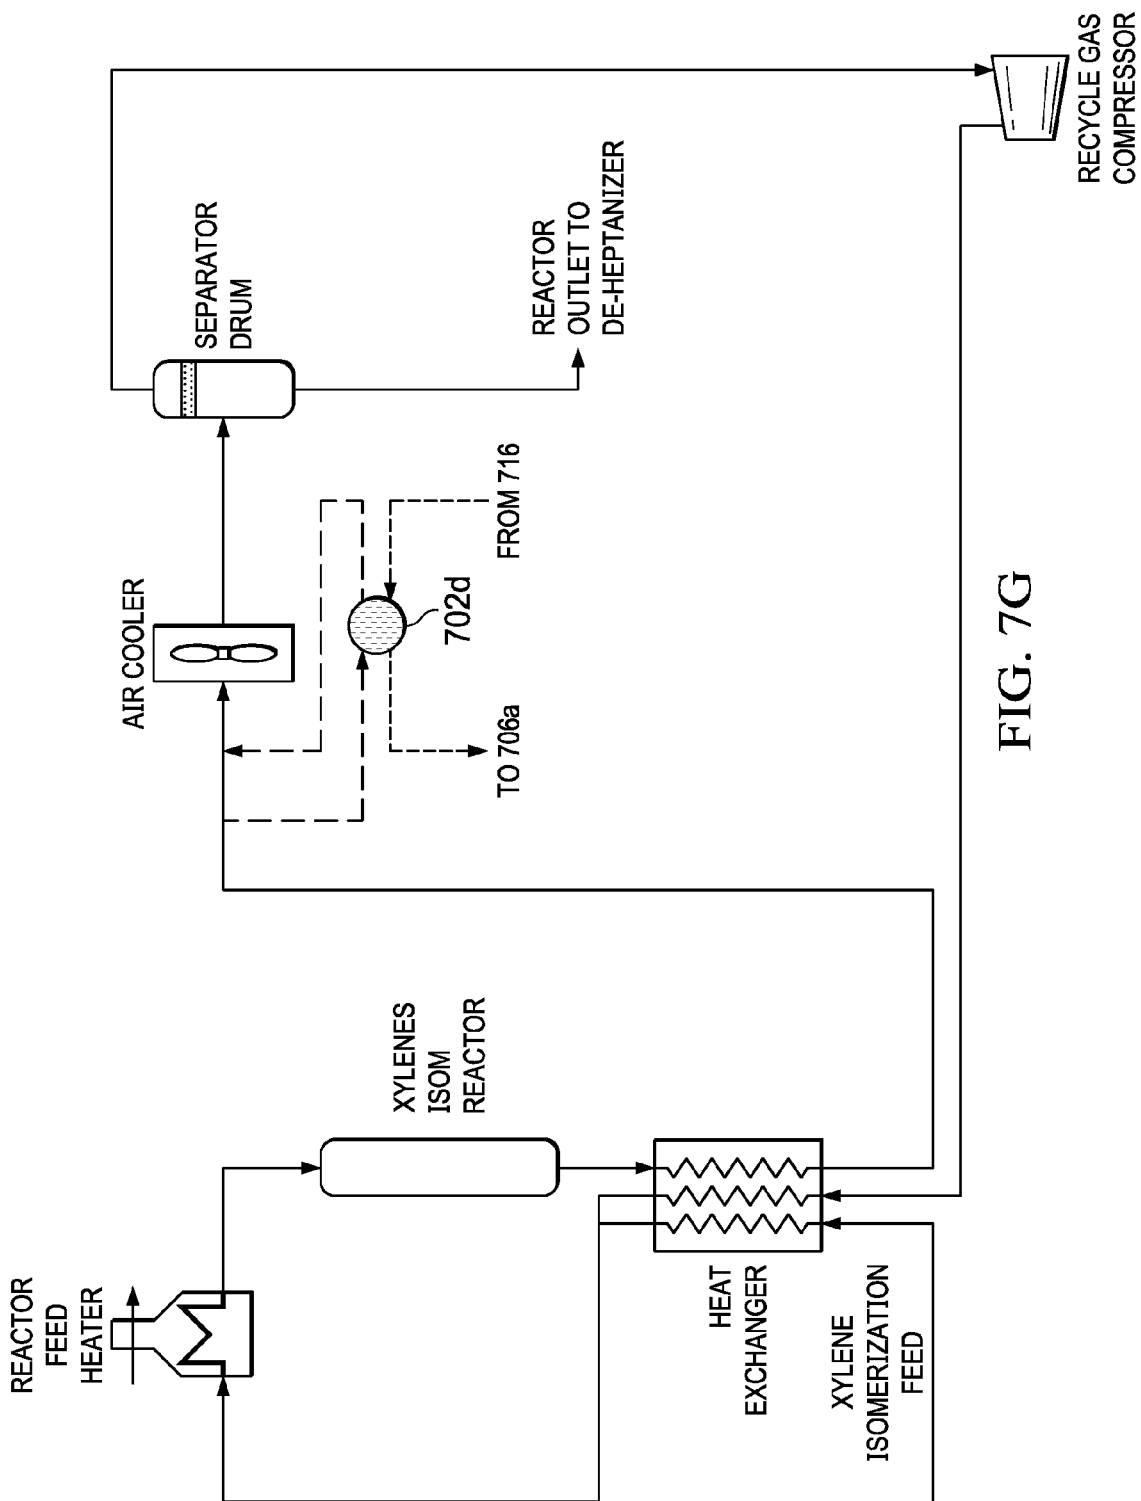 REACTOR
FEED
HEATER
XYLENES
ISOM
REACTOR
HEAT
EXCHANGER
XYLENE
ISOMERIZATION
FEED
AIR COOLER
702d
TO 706a
FROM 716
SEPARATOR
DRUM
REACTOR
OUTLET TO
DE-HEPTANIZER
RECYCLE GAS
COMPRESSOR
FIG. 7G